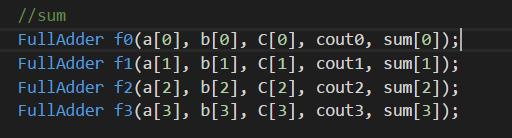 //sum
FullAdder f0(a[0], b[0], C[0], cout0, sum[0]);
FullAdder f1(a[1], b[1], C[1], cout1, sum[1]);
FullAdder f2(a[2], b[2], C[2], cout2, sum[2]);
FullAdder f3(a[3], b[3], C[3], cout3, sum[3]);